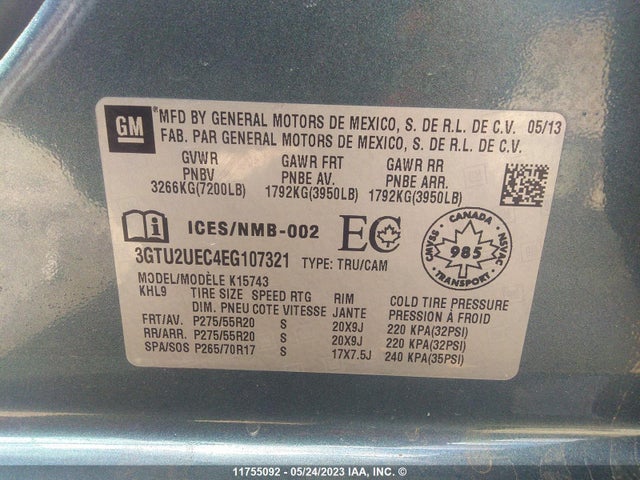 GM
®MFD BY GENERAL MOTORS DE MEXICO, S. DE R.L. DE C.V. 05/13
FAB. PAR GENERAL MOTORS DE MEXICO, S. DE R.L. DE C.V.
GVWR GAWR FRT GAWR RR
PNBV PNBE AV. PNBE ARR.
3266KG(7200LB) 1792KG(3950LB) 1792KG(3950LB)
ICES/NMB-002 EC
CANADA
CMVSS 985 NSVAC
TRANSPORT
3GTU2UEC4EG107321 TYPE: TRU/CAM
MODEL/MODÈLE K15743
KHL9 TIRE SIZE SPEED RTG RIM COLD TIRE PRESSURE
DIM. PNEU COTE VITESSE JANTE PRESSION À FROID
FRT/AV. P275/55R20 S 20X9J 220 KPA(32PSI)
RR/ARR. P275/55R20 S 20X9J 220 KPA(32PSI)
SPA/SOS P265/70R17 S 17X7.5J 240 KPA(35PSI)
11755092 - 05/24/2023 IAA, INC. ©